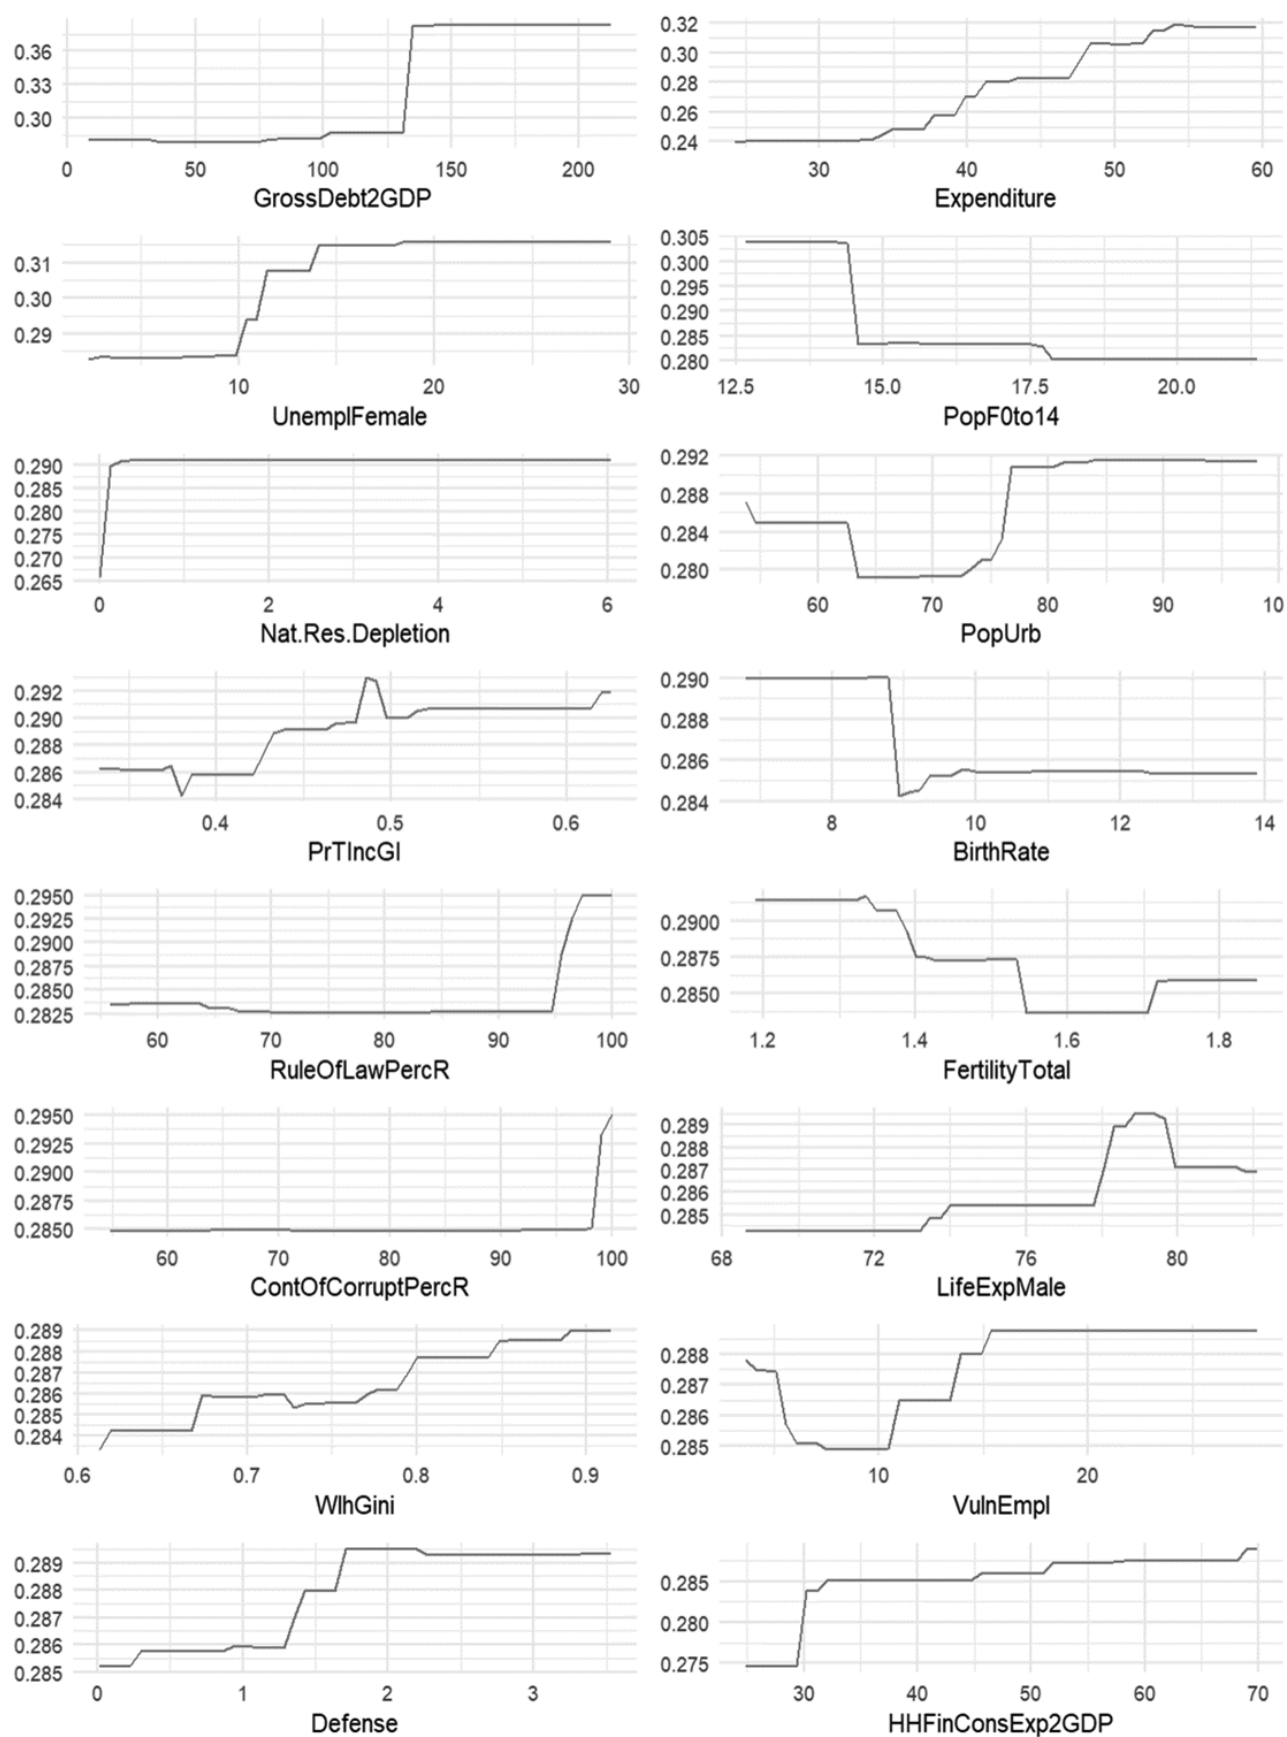 0.36
0.33
0.30
0 50 100 150 200
GrossDebt2GDP
0.32
0.30
0.28
0.26
0.24
30 40 50 60
Expenditure
0.31
0.30
0.29
10 20 30
UnemplFemale
0.305
0.300
0.295
0.290
0.285
0.280
12.5 15.0 17.5 20.0
PopF0to14
0.290
0.285
0.280
0.275
0.270
0.265
0 2 4 6
Nat.Res.Depletion
0.292
0.288
0.284
0.280
60 70 80 90 10
PopUrb
0.292
0.290
0.288
0.286
0.284
0.4 0.5 0.6
PrTIncGI
0.290
0.288
0.286
0.284
8 10 12 14
BirthRate
0.2950
0.2925
0.2900
0.2875
0.2850
0.2825
60 70 80 90 100
RuleOfLawPercR
0.2900
0.2875
0.2850
1.2 1.4 1.6 1.8
FertilityTotal
0.2950
0.2925
0.2900
0.2875
0.2850
60 70 80 90 100
ContOfCorruptPercR
0.289
0.288
0.287
0.286
0.285
68 72 76 80
LifeExpMale
0.289
0.288
0.287
0.286
0.285
0.284
0.6 0.7 0.8 0.9
WlhGini
0.288
0.287
0.286
0.285
10 20
VulnEmpl
0.289
0.288
0.287
0.286
0.285
0 1 2 3
Defense
0.285
0.280
0.275
30 40 50 60 70
HHFinConsExp2GDP